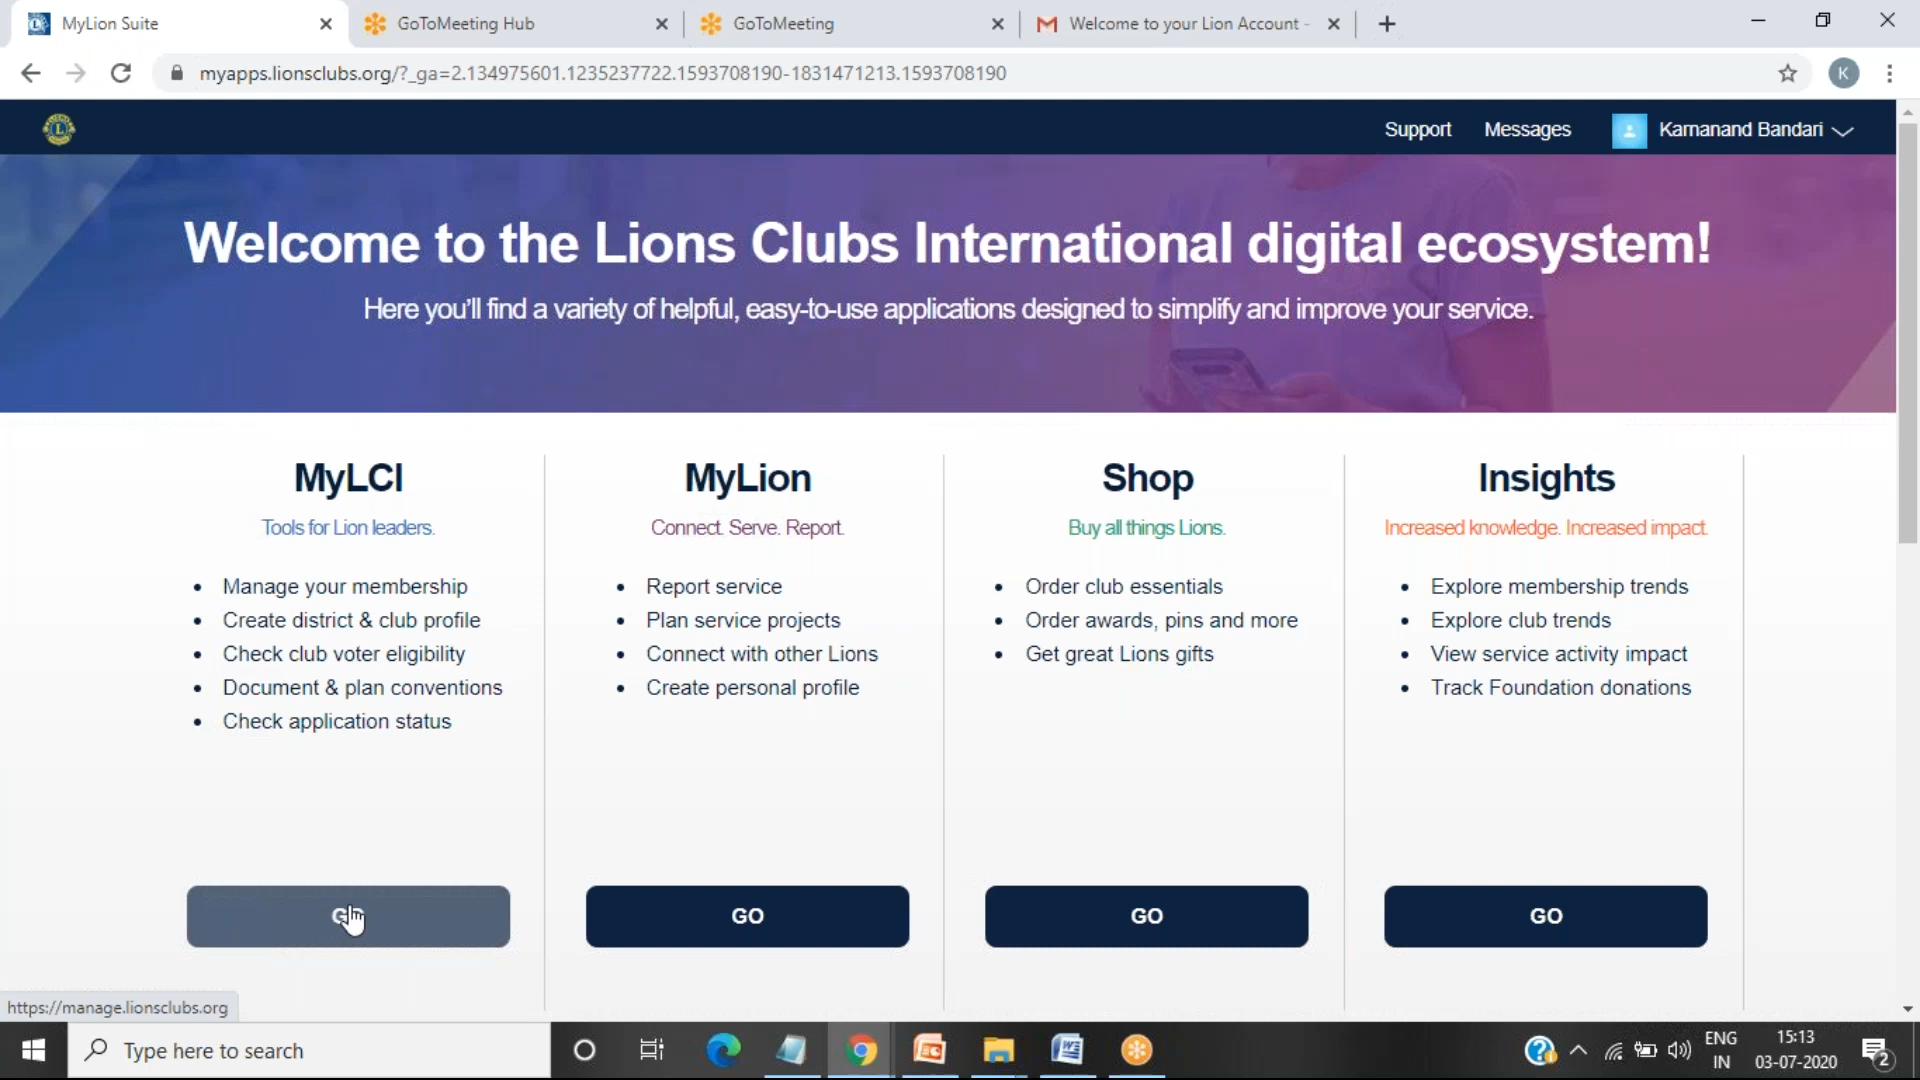 MyLion Suite
GoToMeeting Hub
GoToMeeting
Welcome to your Lion Account -
myapps.lionsclubs.org/?_ga=2.134975601.1235237722.1593708190-1831471213.1593708190
K
Support
Messages
Karnanand Bandari
Welcome to the Lions Clubs International digital ecosystem!
Here you'll find a variety of helpful, easy-to-use applications designed to simplify and improve your service.
MyLCI
Tools for Lion leaders.
• Manage your membership
• Create district & club profile
• Check club voter eligibility
• Document & plan conventions
• Check application status
GO
MyLion
Connect. Serve. Report.
• Report service
• Plan service projects
• Connect with other Lions
• Create personal profile
GO
Shop
Buy all things Lions.
• Order club essentials
• Order awards, pins and more
• Get great Lions gifts
GO
Insights
Increased knowledge. Increased impact.
• Explore membership trends
• Explore club trends
• View service activity impact
• Track Foundation donations
GO
https://manage.lionsclubs.org
Type here to search
ENG
IN
15:13
03-07-2020
2